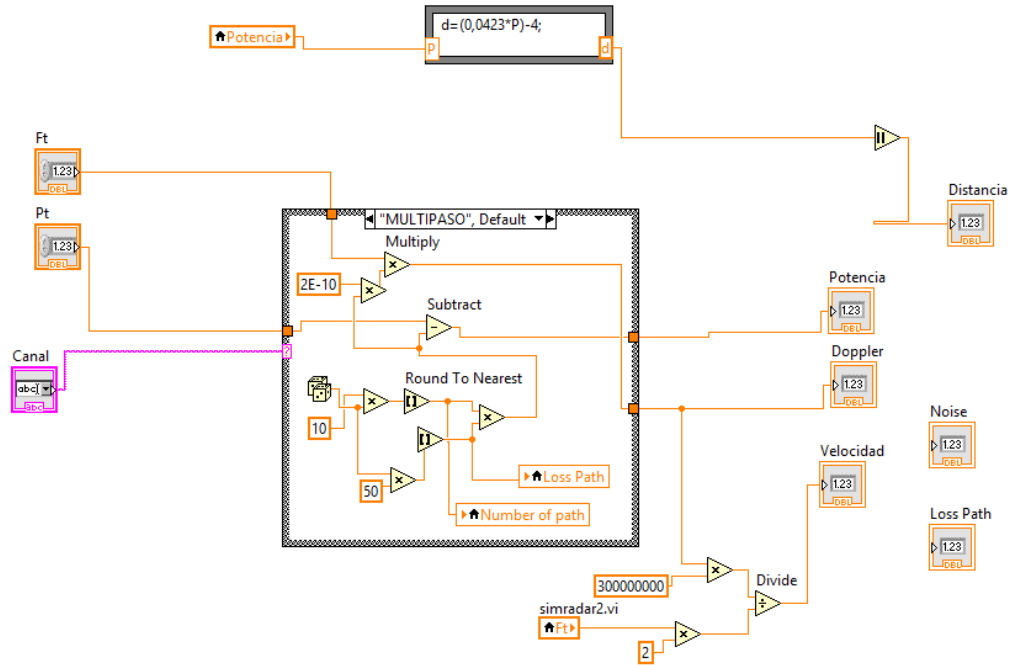 d=(0,0423*P)-4;
Potencia
P
d
Ft
1.23
DBL
Distancia
1.23
DBL
Pt
1.23
DBL
"MULTIPASO", Default
Multiply
2E-10
Potencia
1.23
DBL
Subtract
Canal
abc
abc
?
Doppler
1.23
DBL
Round To Nearest
10
Noise
1.23
DBL
Velocidad
1.23
DBL
50
Loss Path
Number of path
Loss Path
1.23
DBL
300000000
Divide
simradar2.vi
Ft
2